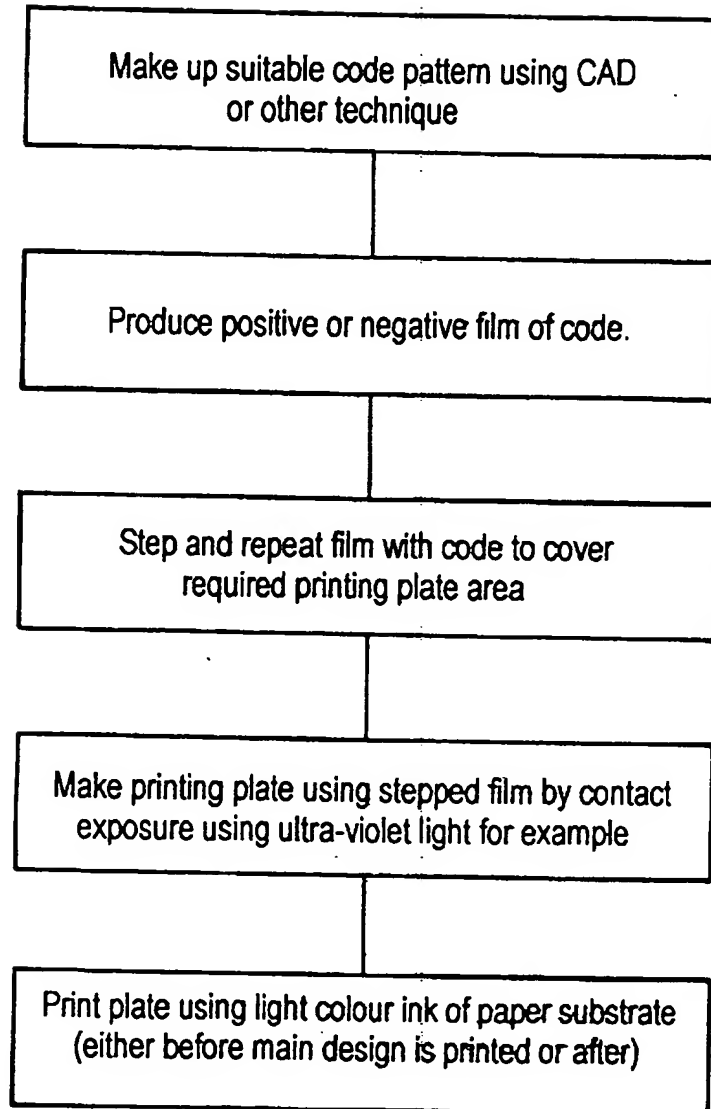 Make up suitable code pattern using CAD
or other technique
Produce positive or negative film of code.
Step and repeat film with code to cover
required printing plate area
Make printing plate using stepped film by contact
exposure using ultra-violet light for example
Print plate using light colour ink of paper substrate
(either before main design is printed or after)